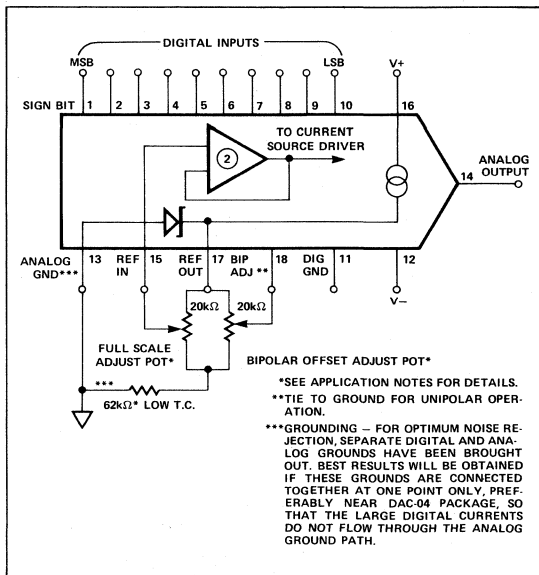 DIGITAL INPUTS
MSB LSB V+
SIGN BIT 1 2 3 4 5 6 7 8 9 10 16
TO CURRENT
SOURCE DRIVER
2
ANALOG
OUTPUT
14
13 15 17 18 11 12
ANALOG
GND***
REF
IN
REF
OUT
BIP
ADJ **
DIG
GND
V−
20kΩ 20kΩ
FULL SCALE
ADJUST POT*
BIPOLAR OFFSET ADJUST POT*
***
62kΩ* LOW T.C.
*SEE APPLICATION NOTES FOR DETAILS.
**TIE TO GROUND FOR UNIPOLAR OPER-
ATION.
***GROUNDING – FOR OPTIMUM NOISE RE-
JECTION, SEPARATE DIGITAL AND ANA-
LOG GROUNDS HAVE BEEN BROUGHT
OUT. BEST RESULTS WILL BE OBTAINED
IF THESE GROUNDS ARE CONNECTED
TOGETHER AT ONE POINT ONLY, PREF-
ERABLY NEAR DAC-04 PACKAGE, SO
THAT THE LARGE DIGITAL CURRENTS
DO NOT FLOW THROUGH THE ANALOG
GROUND PATH.